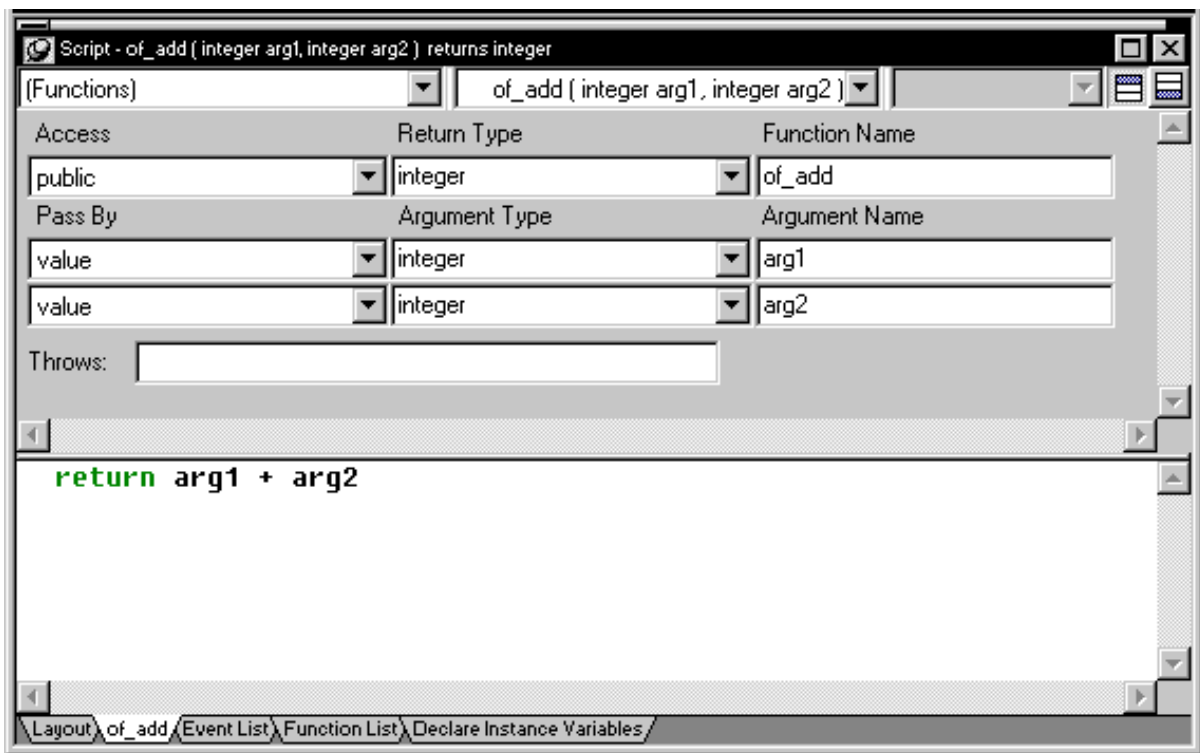 Script - of_add ( integer arg1, integer arg2 ) returns integer
(Functions) of_add ( integer arg1, integer arg2 )
Access Return Type Function Name
public integer of_add
Pass By Argument Type Argument Name
value integer arg1
value integer arg2
Throws:
return arg1 + arg2
Layout of_add Event List Function List Declare Instance Variables